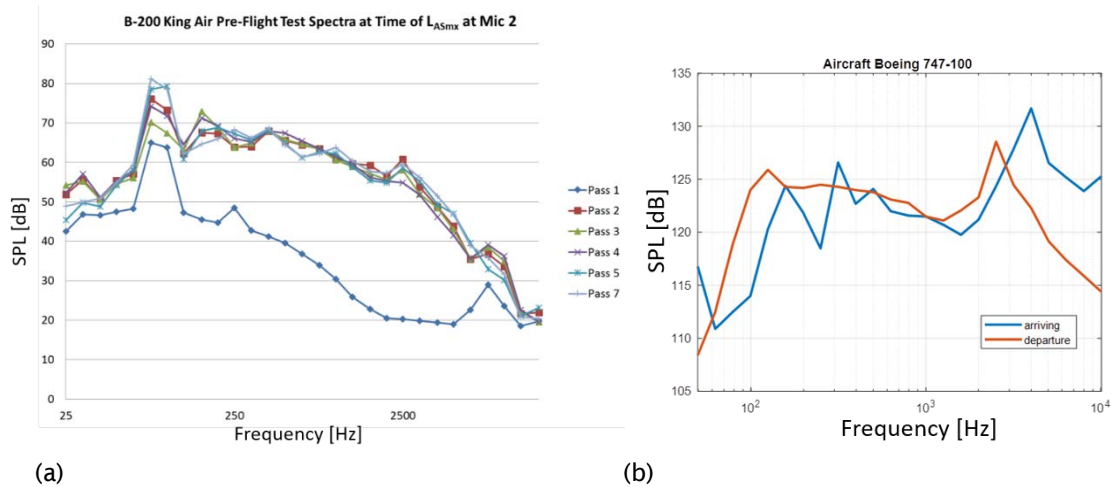 B-200 King Air Pre-Flight Test Spectra at Time of LASmx at Mic 2
SPL [dB]
90
80
70
60
50
40
30
20
10
0
25
250
2500
Frequency [Hz]
Pass 1
Pass 2
Pass 3
Pass 4
Pass 5
Pass 7
(a)
Aircraft Boeing 747-100
SPL [dB]
135
130
125
120
115
110
105
10²
10³
10⁴
Frequency [Hz]
arriving
departure
(b)